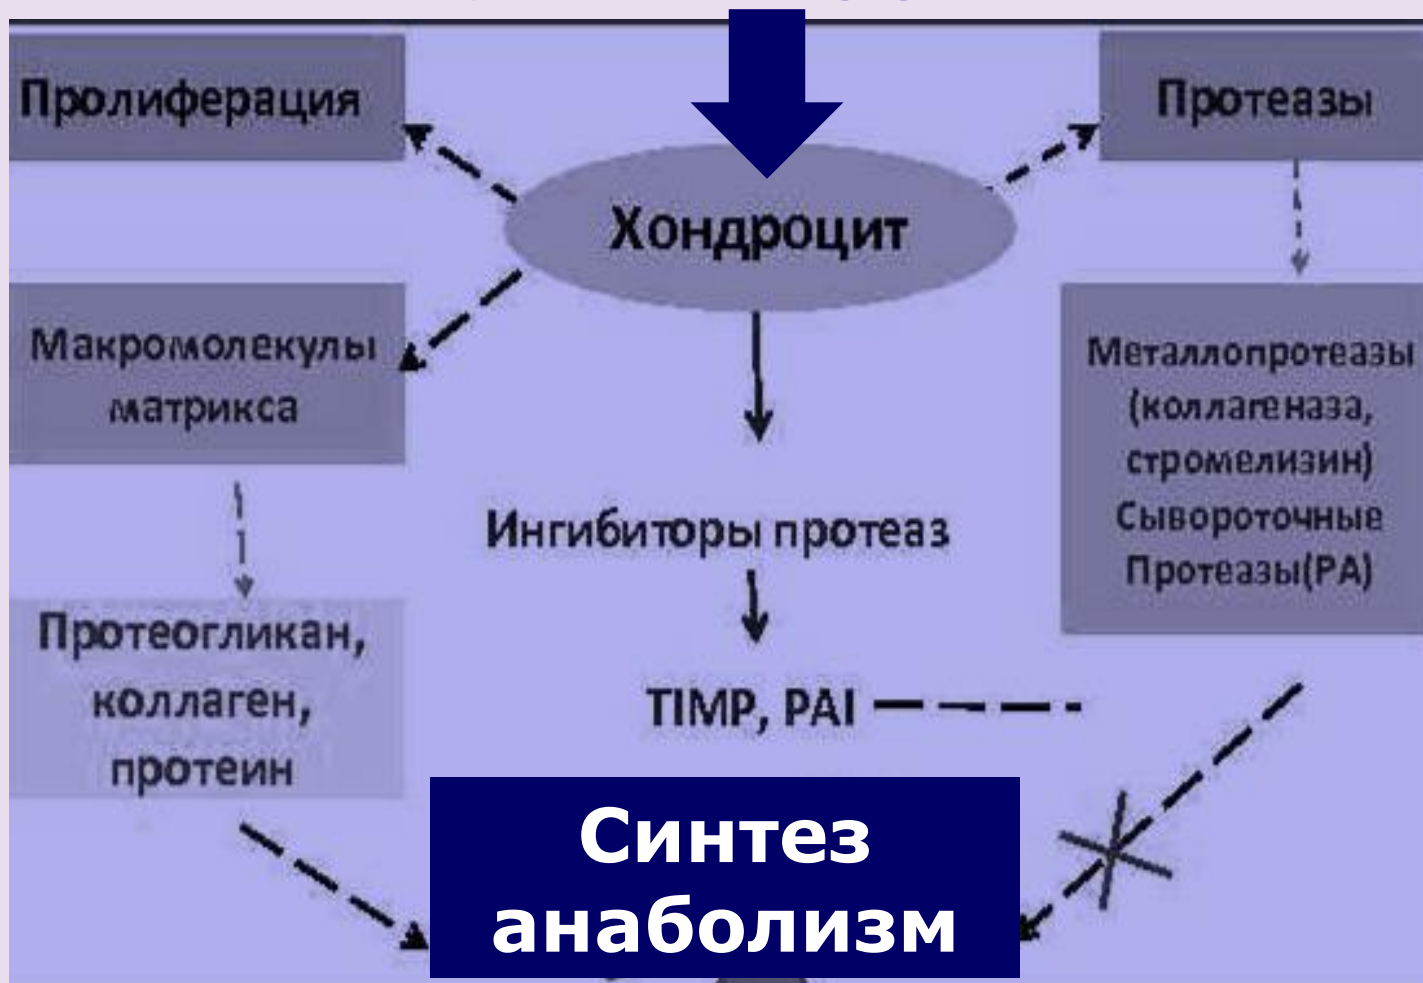 Пролиферация
Протеазы
Хондроцит
Макромолекулы
матрикса
Металлопротеазы
(коллагеназа,
стромелизин)
Сывороточные
Протеазы(PA)
Ингибиторы протеаз
Протеогликан,
коллаген,
протеин
TIMP, PAI
Синтез
анаболизм